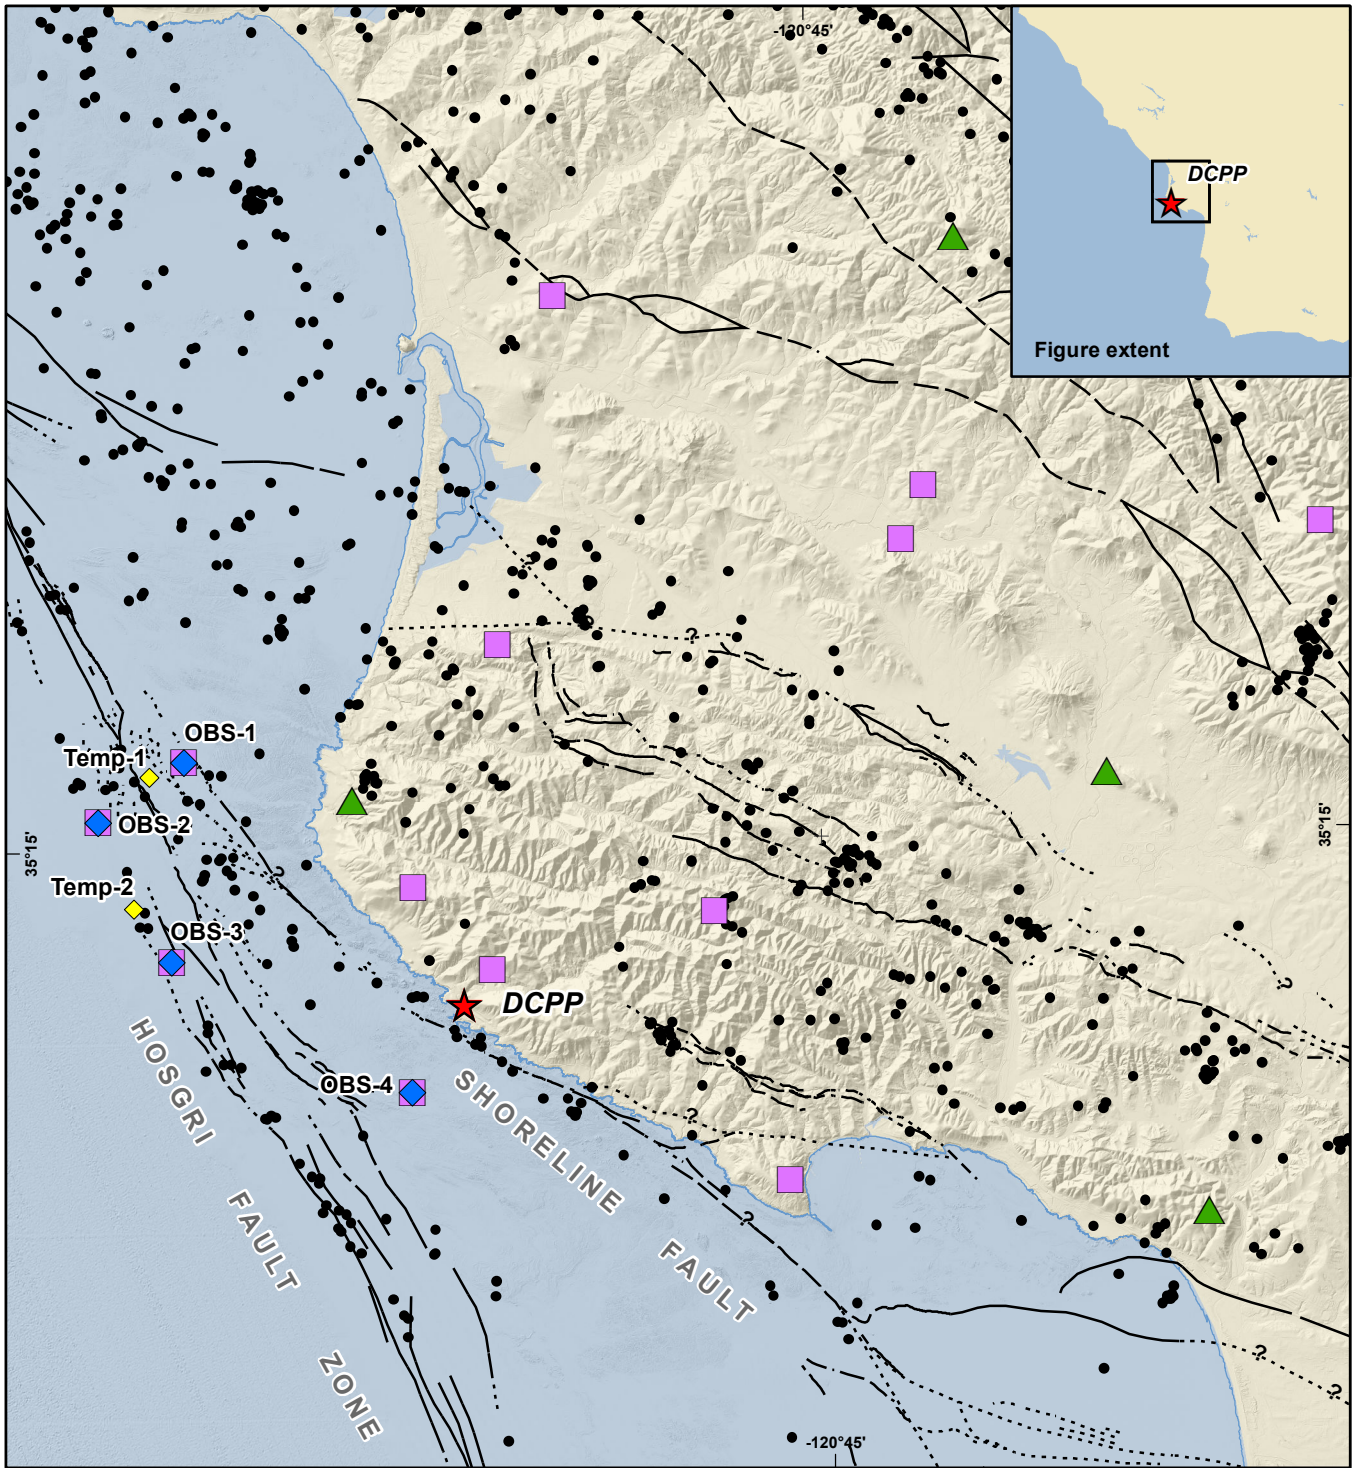 -120°45'
DCPP
Figure extent
?
?
?
OBS-1
Temp-1
OBS-2
35°15'
35°15'
?
Temp-2
OBS-3
?
DCPP
HOSGRI FAULT ZONE
OBS-4
SHORELINE FAULT
?
?
?
?
-120°45'